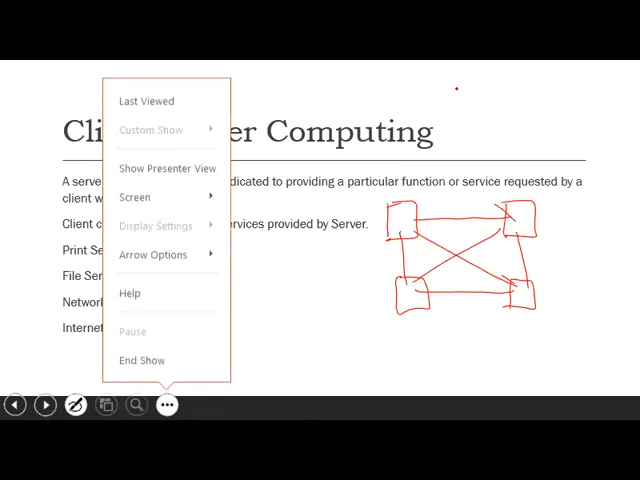 Last Viewed
Custom Show
Show Presenter View
Screen
Display Settings
Arrow Options
Help
Pause
End Show
Cli er Computing
A serve dicated to providing a particular function or service requested by a
client w
Client c ervices provided by Server.
Print Se
File Ser
Network
Internet